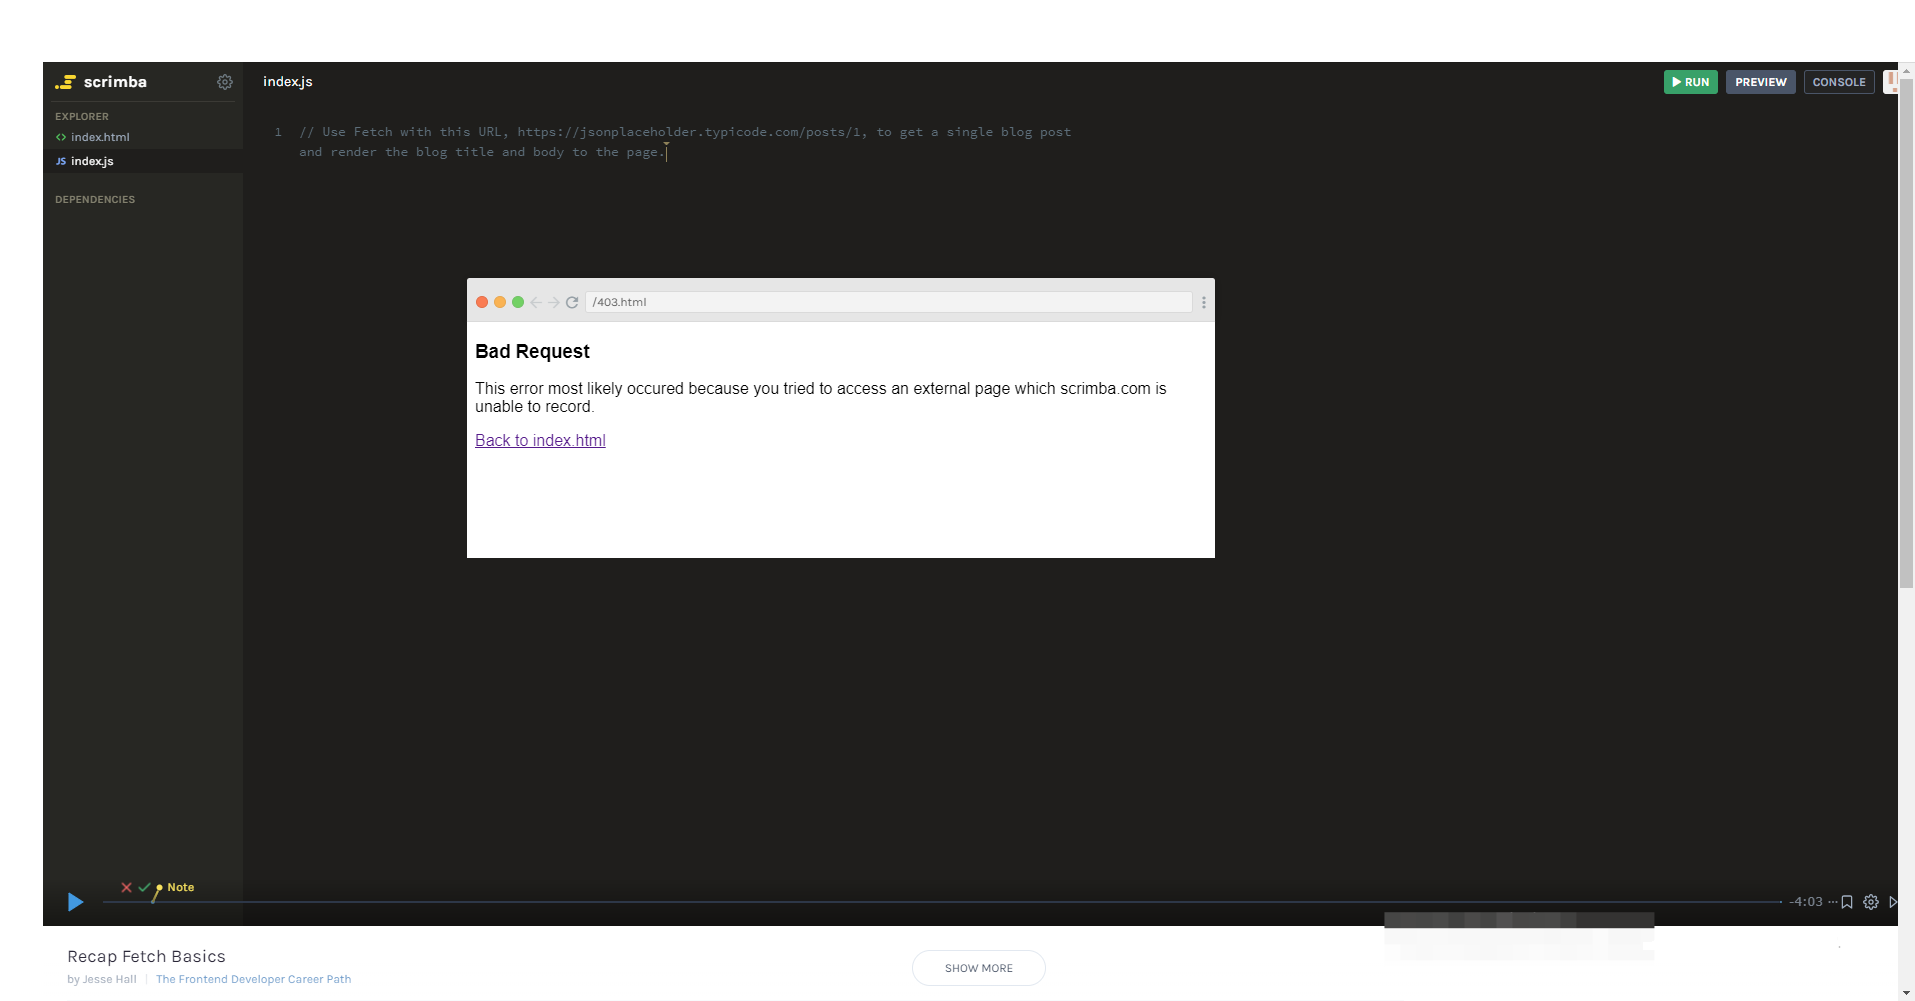 scrimba
index.js
RUN
PREVIEW
CONSOLE
EXPLORER
<> index.html
JS index.js
DEPENDENCIES
1 // Use Fetch with this URL, https://jsonplaceholder.typicode.com/posts/1, to get a single blog post
and render the blog title and body to the page.
/403.html
Bad Request
This error most likely occured because you tried to access an external page which scrimba.com is
unable to record.
Back to index.html
Note
-4:03
Recap Fetch Basics
by Jesse Hall | The Frontend Developer Career Path
SHOW MORE